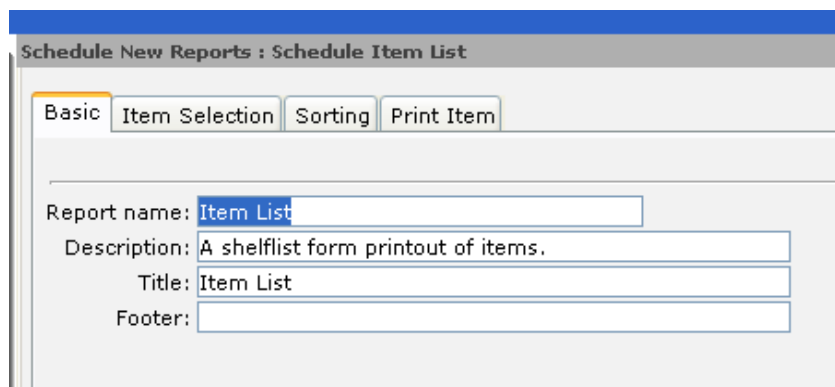 Schedule New Reports : Schedule Item List
Basic Item Selection Sorting Print Item
Report name: Item List
Description: A shelflist form printout of items.
Title: Item List
Footer: